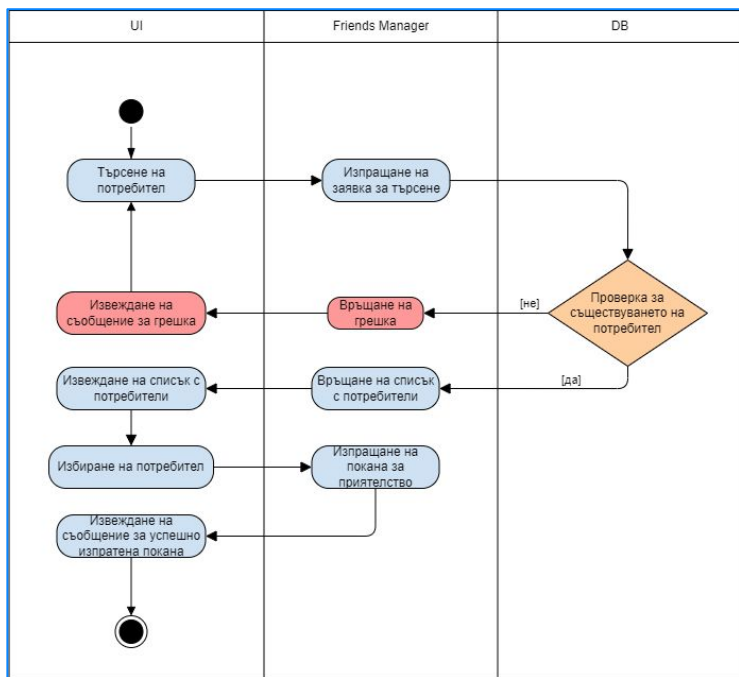 UI
Friends Manager
DB
Търсене на
потребител
Изпращане на
заявка за търсене
Извеждане на
съобщение за грешка
Връщане на
грешка
[не]
Проверка за
съществуването на
потребител
Извеждане на списък с
потребители
Връщане на списък
с потребители
[да]
Избиране на потребител
Изпращане на
покана за
приятелство
Извеждане на
съобщение за успешно
изпратена покана